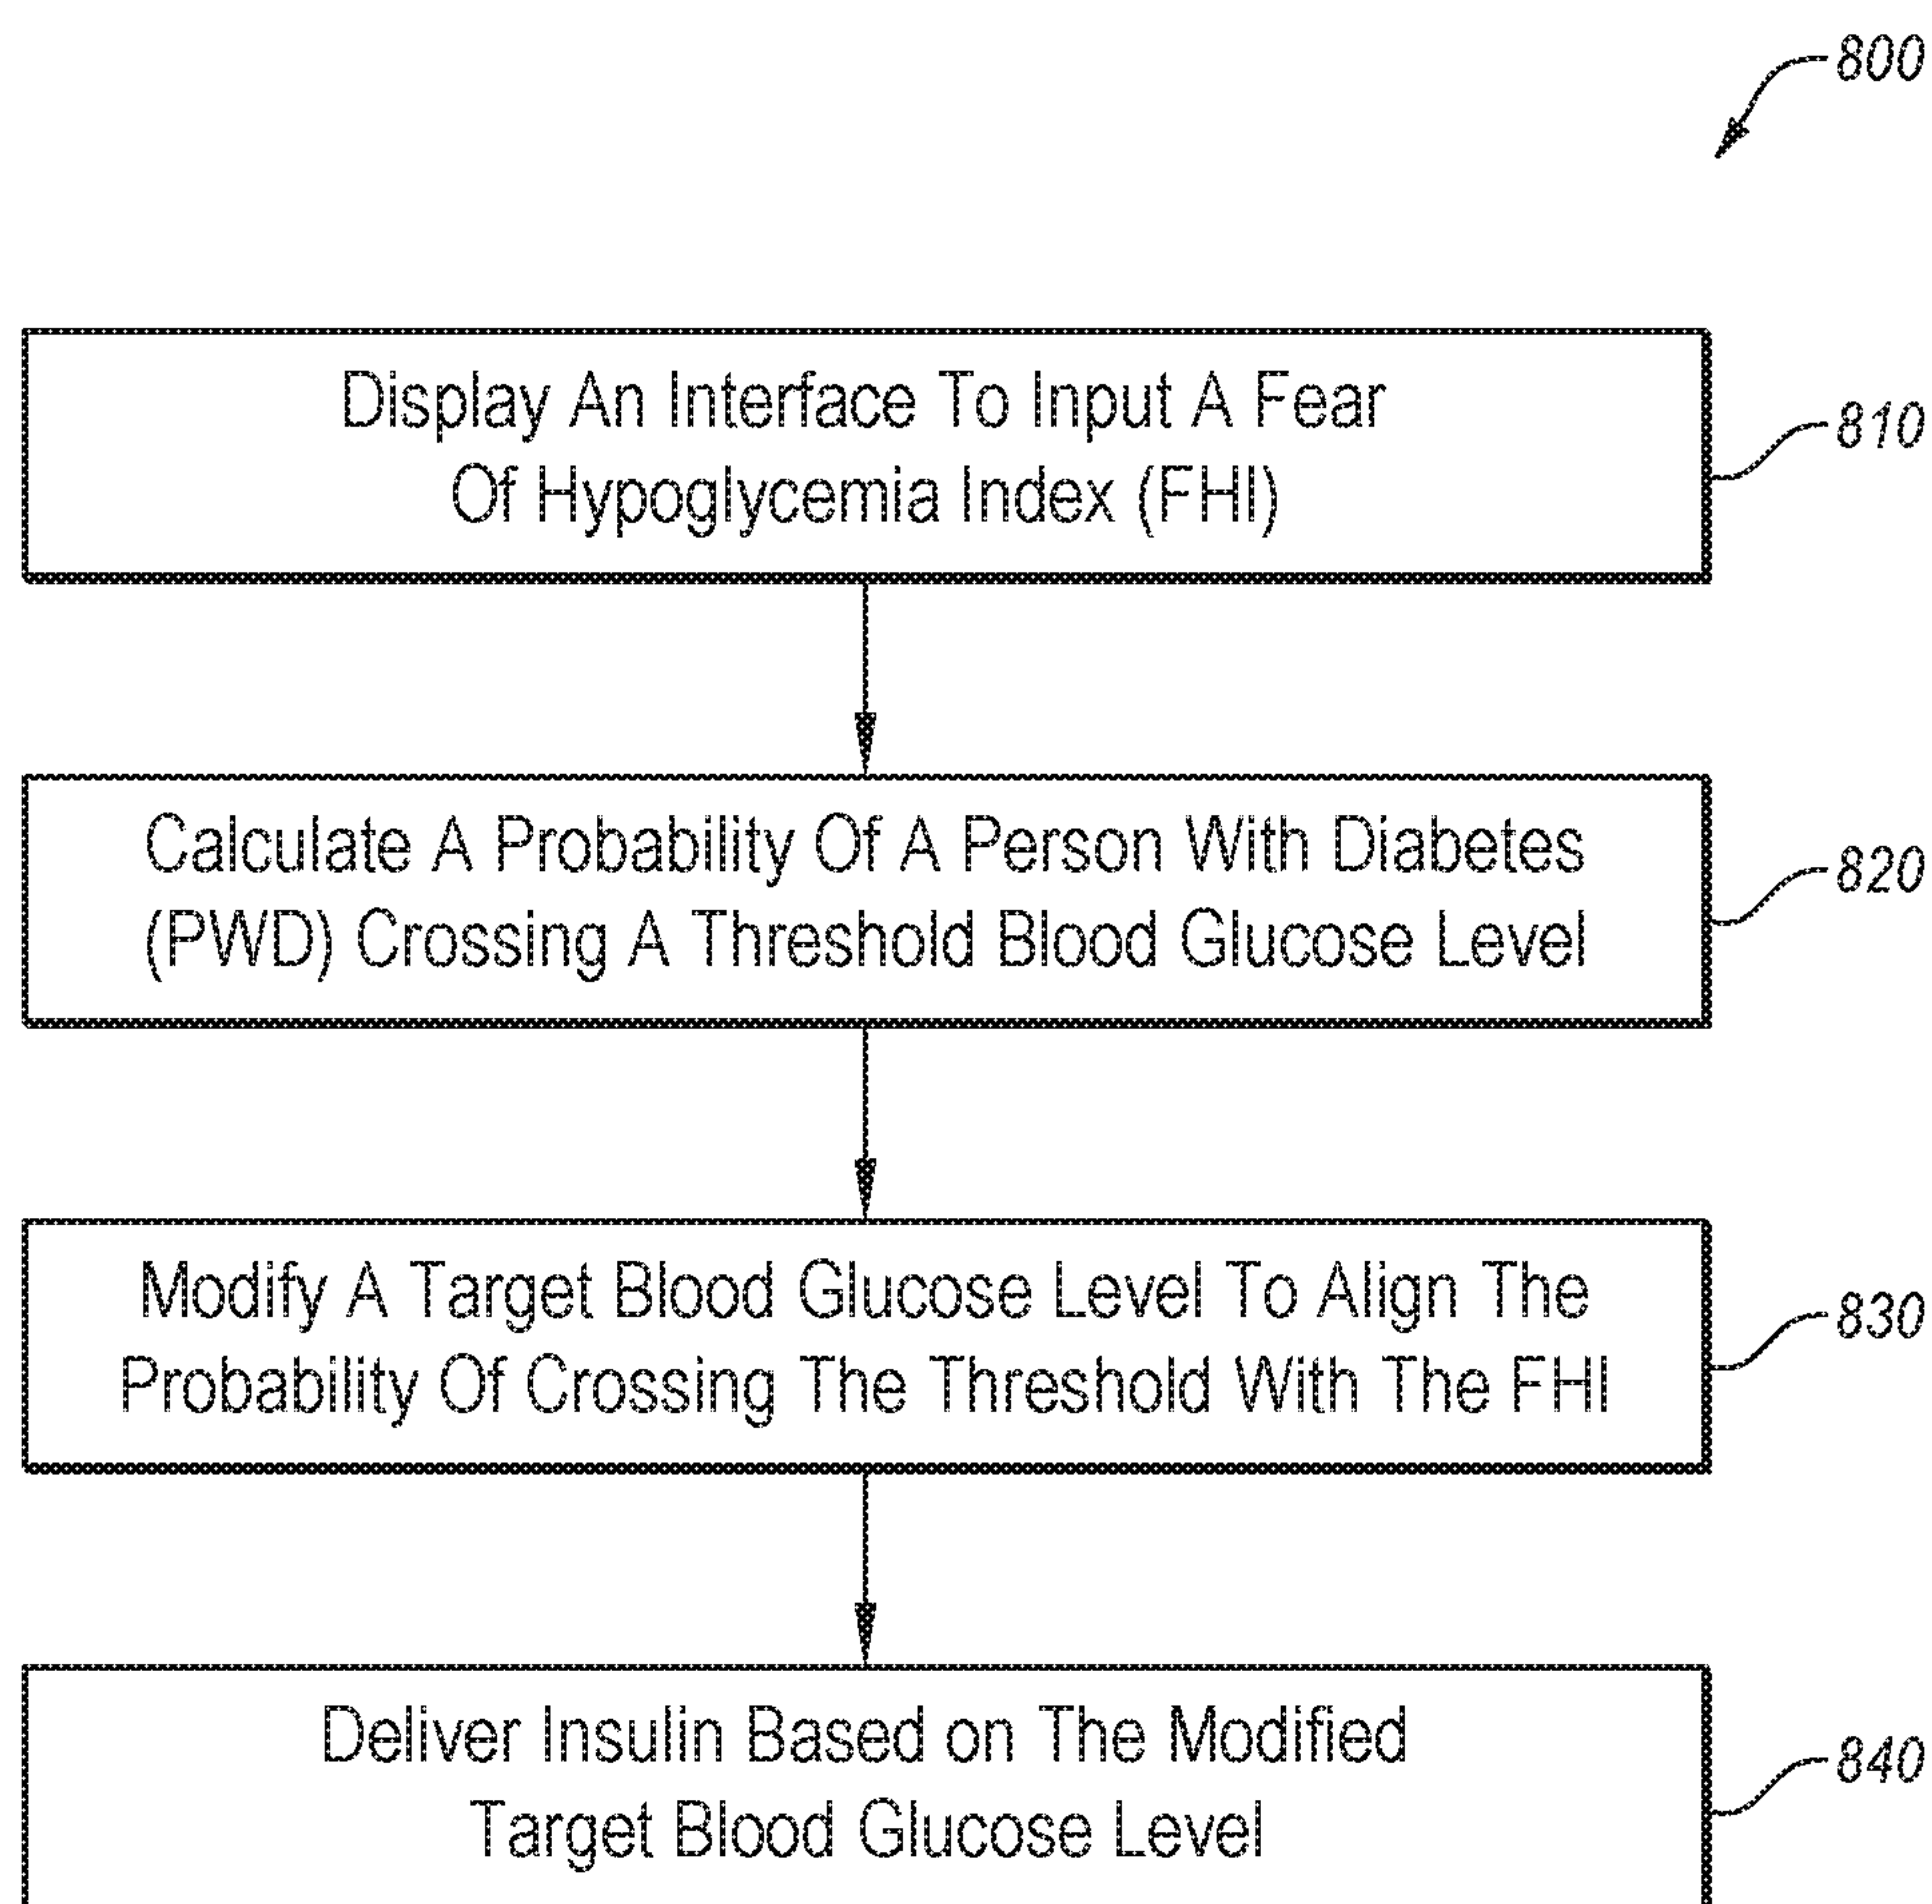 800
Display An Interface To Input A Fear
Of Hypoglycemia Index (FHI)
810
Calculate A Probability Of A Person With Diabetes
(PWD) Crossing A Threshold Blood Glucose Level
820
Modify A Target Blood Glucose Level To Align The
Probability Of Crossing The Threshold With The FHI
830
Deliver Insulin Based on The Modified
Target Blood Glucose Level
840